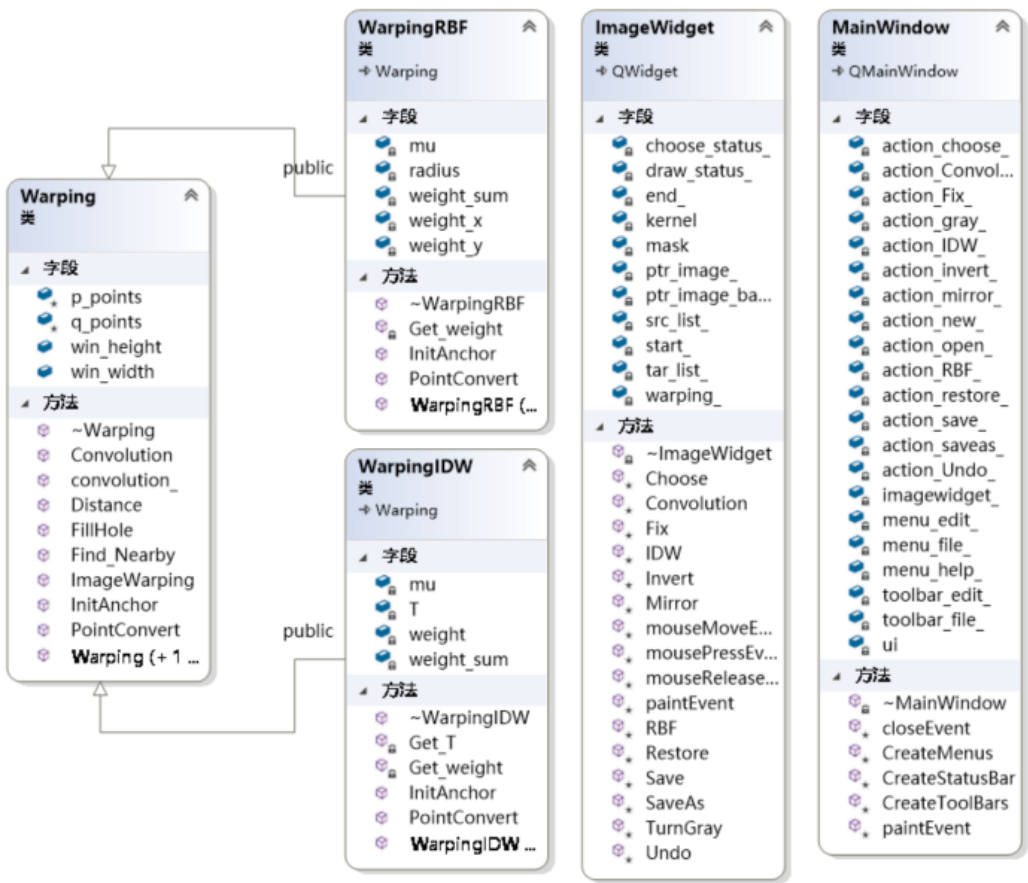 Warping
类
字段
p_points
q_points
win_height
win_width
方法
~Warping
Convolution
convolution_
Distance
FillHole
Find_Nearby
ImageWarping
InitAnchor
PointConvert
Warping (+ 1 ...
public
public
WarpingRBF
类
Warping
字段
mu
radius
weight_sum
weight_x
weight_y
方法
~WarpingRBF
Get_weight
InitAnchor
PointConvert
WarpingRBF (...
WarpingIDW
类
Warping
字段
mu
T
weight
weight_sum
方法
~WarpingIDW
Get_T
Get_weight
InitAnchor
PointConvert
WarpingIDW ...
ImageWidget
类
QWidget
字段
choose_status_
draw_status_
end_
kernel
mask
ptr_image_
ptr_image_ba...
src_list_
start_
tar_list_
warping_
方法
~ImageWidget
Choose
Convolution
Fix
IDW
Invert
Mirror
mouseMoveE...
mousePressEv...
mouseRelease...
paintEvent
RBF
Restore
Save
SaveAs
TurnGray
Undo
MainWindow
类
QMainWindow
字段
action_choose_
action_Convol...
action_Fix_
action_gray_
action_IDW_
action_invert_
action_mirror_
action_new_
action_open_
action_RBF_
action_restore_
action_save_
action_saveas_
action_Undo_
imagewidget_
menu_edit_
menu_file_
menu_help_
toolbar_edit_
toolbar_file_
ui
方法
~MainWindow
closeEvent
CreateMenus
CreateStatusBar
CreateToolBars
paintEvent